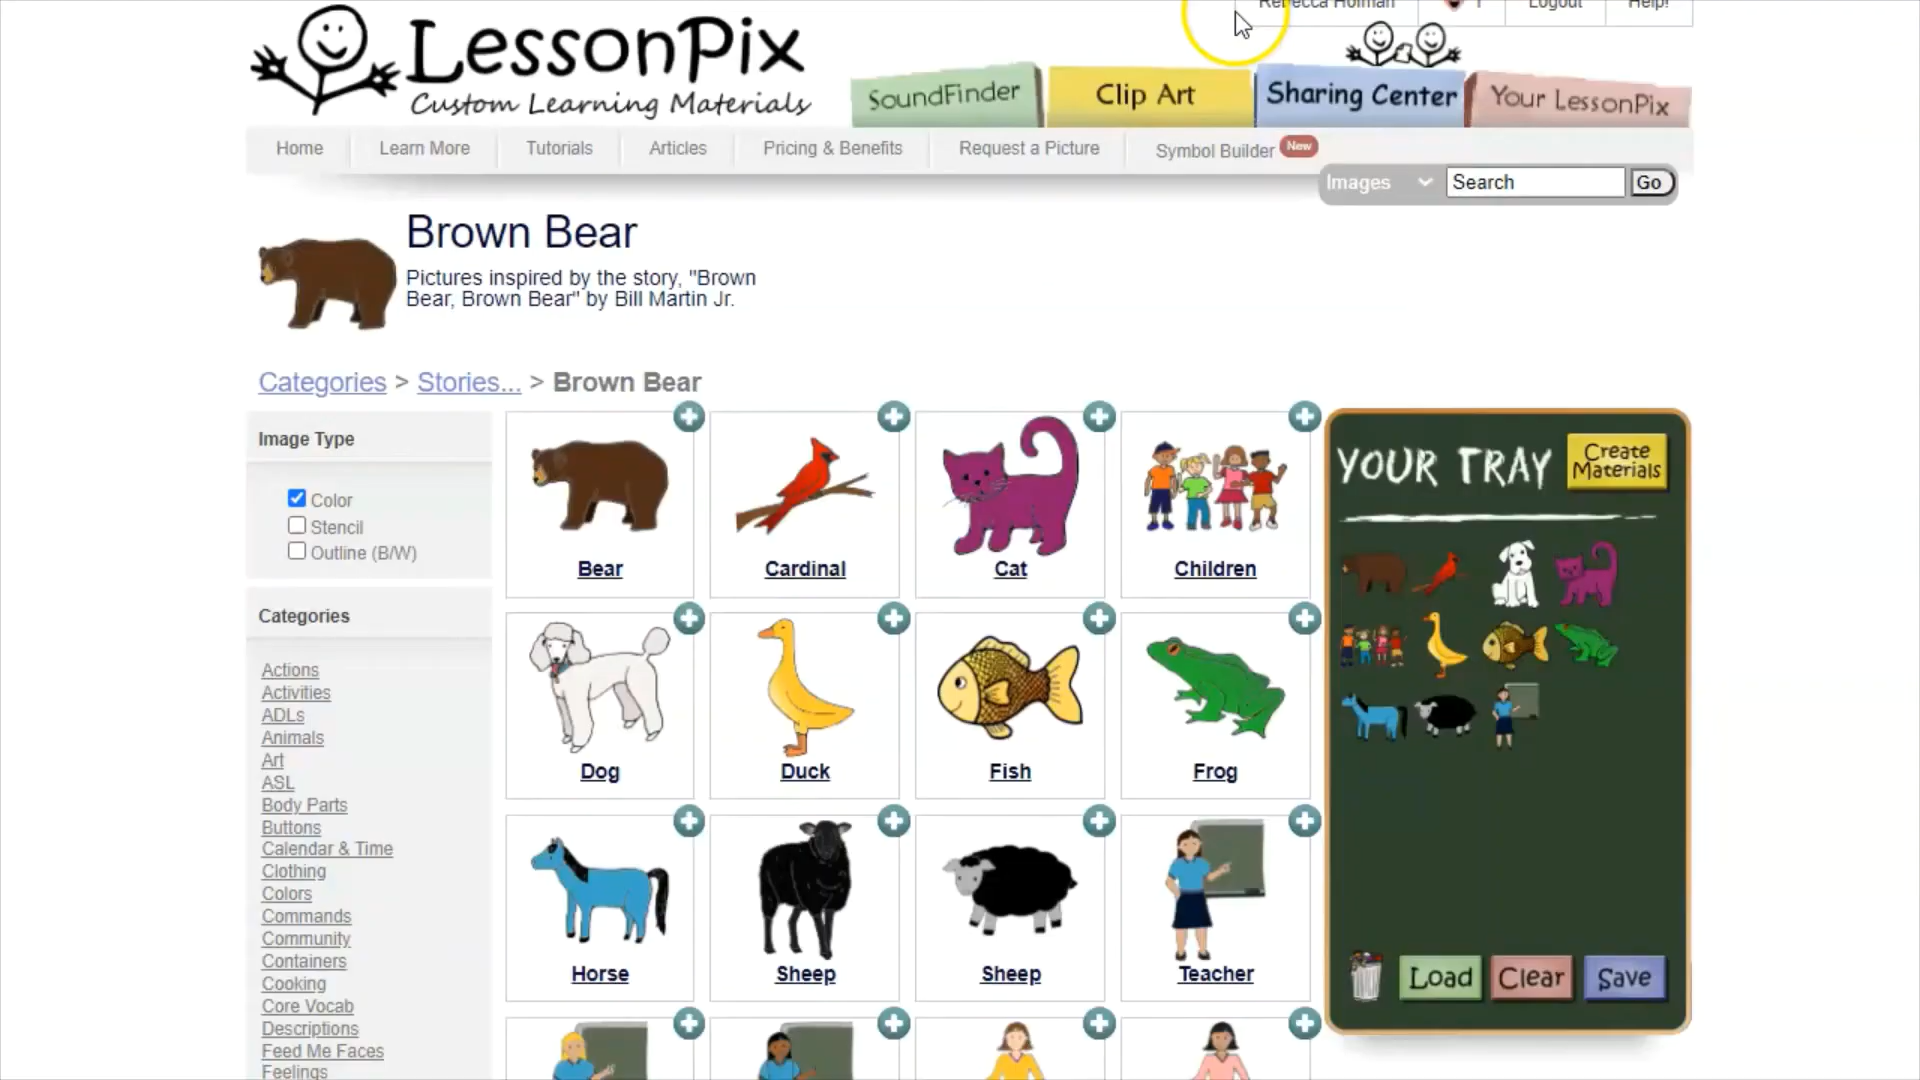 Rebecca Holman
1
Logout
Help!
LessonPix
Custom Learning Materials
SoundFinder
Clip Art
Sharing Center
Your LessonPix
Home
Learn More
Tutorials
Articles
Pricing & Benefits
Request a Picture
Symbol Builder New
Images
Search
Go
Brown Bear
Pictures inspired by the story, "Brown
Bear, Brown Bear" by Bill Martin Jr.
Categories > Stories... > Brown Bear
Image Type
Color
Stencil
Outline (B/W)
Categories
Actions
Activities
ADLs
Animals
Art
ASL
Body Parts
Buttons
Calendar & Time
Clothing
Colors
Commands
Community
Containers
Cooking
Core Vocab
Descriptions
Feed Me Faces
Feelings
Bear
Cardinal
Cat
Children
Dog
Duck
Fish
Frog
Horse
Sheep
Sheep
Teacher
YOUR TRAY
Create
Materials
Load
Clear
Save